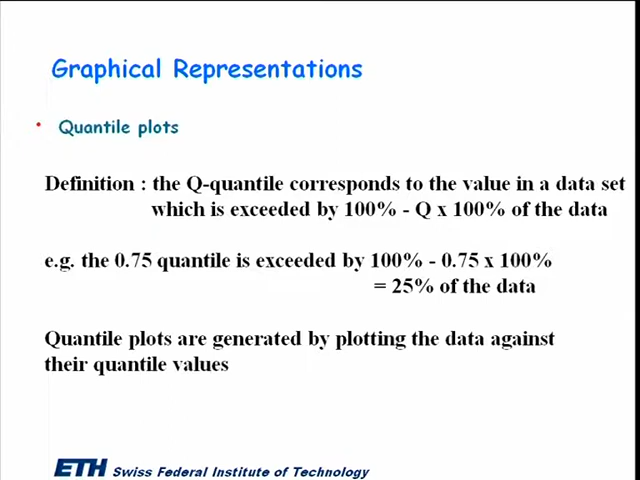 Graphical Representations
• Quantile plots
Definition : the Q-quantile corresponds to the value in a data set
which is exceeded by 100% - Q x 100% of the data
e.g. the 0.75 quantile is exceeded by 100% - 0.75 x 100%
= 25% of the data
Quantile plots are generated by plotting the data against
their quantile values
ETH Swiss Federal Institute of Technology